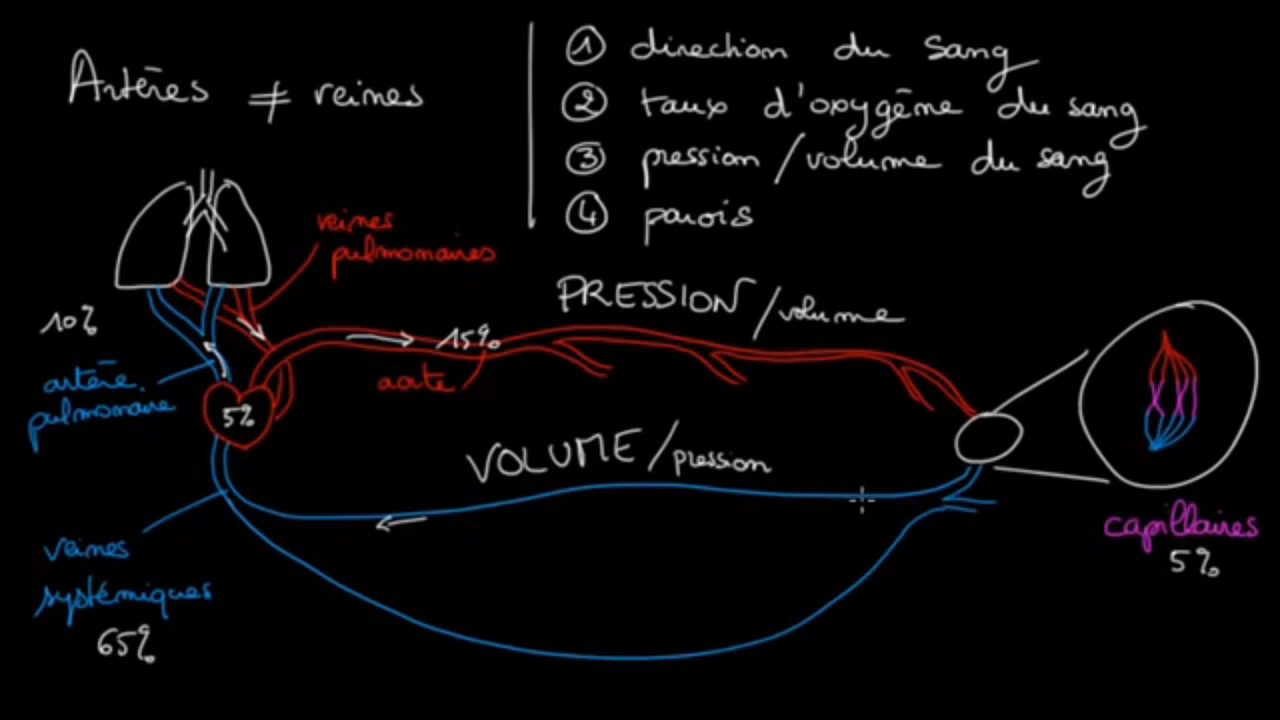 Artères ≠ veines
① direction du sang
② taux d'oxygène du sang
③ pression / volume du sang
④ parois
veines
pulmonaires
PRESSION / volume
10%
15%
aorte
artère
pulmonaire
5%
VOLUME / pression
capillaires
5%
veines
systémiques
65%